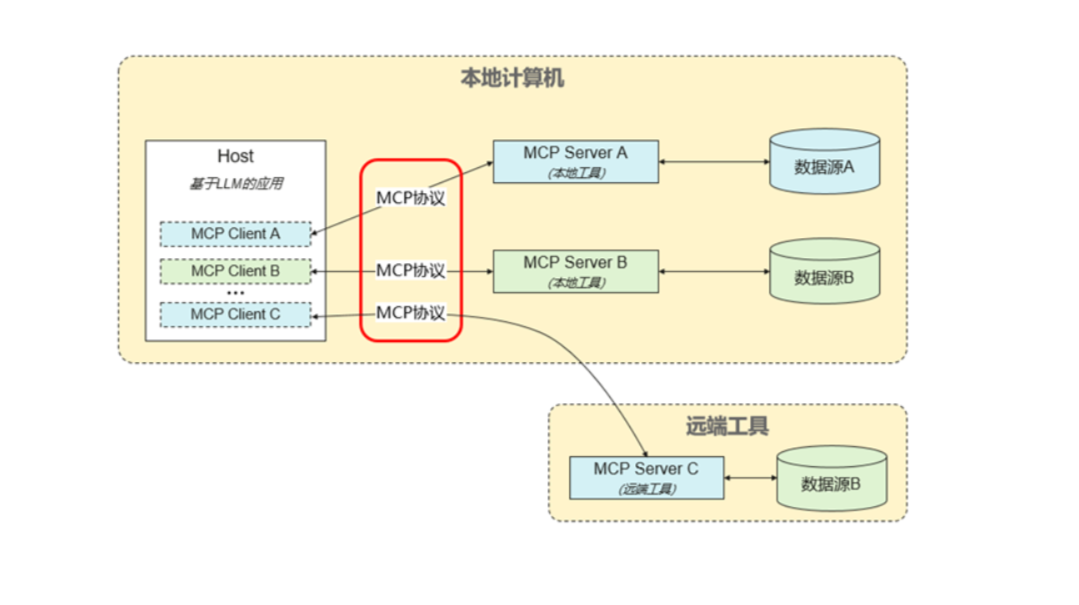 本地计算机
Host
基于LLM的应用
MCP Client A
MCP Client B
...
MCP Client C
MCP协议
MCP协议
MCP协议
MCP Server A
(本地工具)
数据源A
MCP Server B
(本地工具)
数据源B
远端工具
MCP Server C
(远端工具)
数据源B